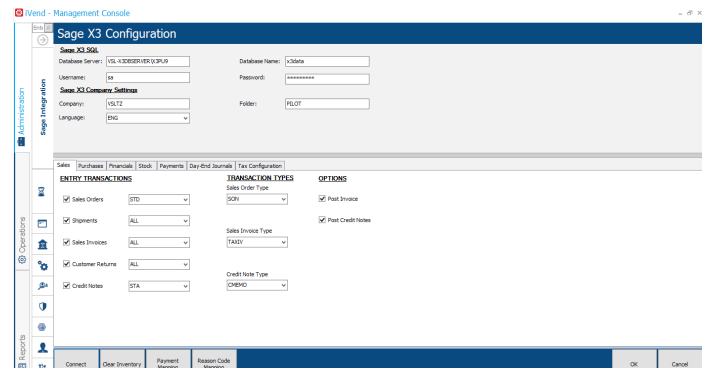 iVend - Management Console
Sage X3 Configuration
Sage X3 SQL
Database Server: VSL-X3DBSERVER\X3PU9 Database Name: x3data
Username: sa Password: *********
Sage X3 Company Settings
Company: VSLTZ Folder: PILOT
Language: ENG
Administration
Sage Integration
Operations
Reports
Sales Purchases Financials Stock Payments Day-End Journals Tax Configuration
ENTRY TRANSACTIONS TRANSACTION TYPES OPTIONS
Sales Order Type
Sales Orders STD SON Post Invoice
Shipments ALL Post Credit Notes
Sales Invoice Type
Sales Invoices ALL TAXIV
Customer Returns ALL
Credit Note Type
Credit Notes STA CMEMO
Connect Clear Inventory Payment Mapping Reason Code Mapping OK Cancel